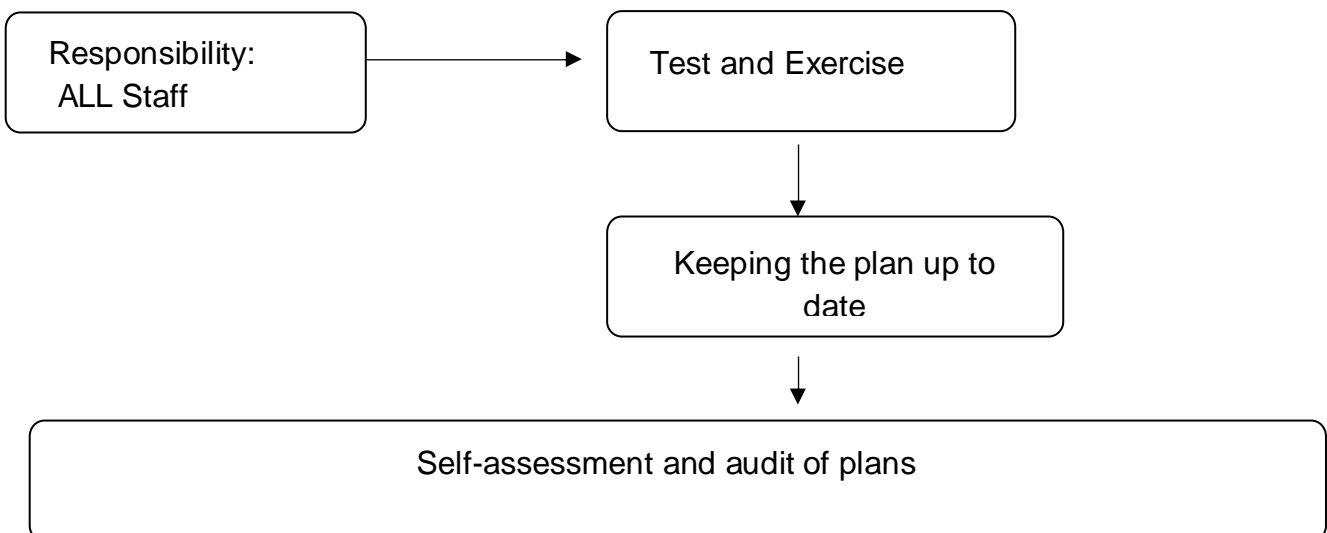 Responsibility:
ALL Staff
Test and Exercise
Keeping the plan up to
date
Self-assessment and audit of plans